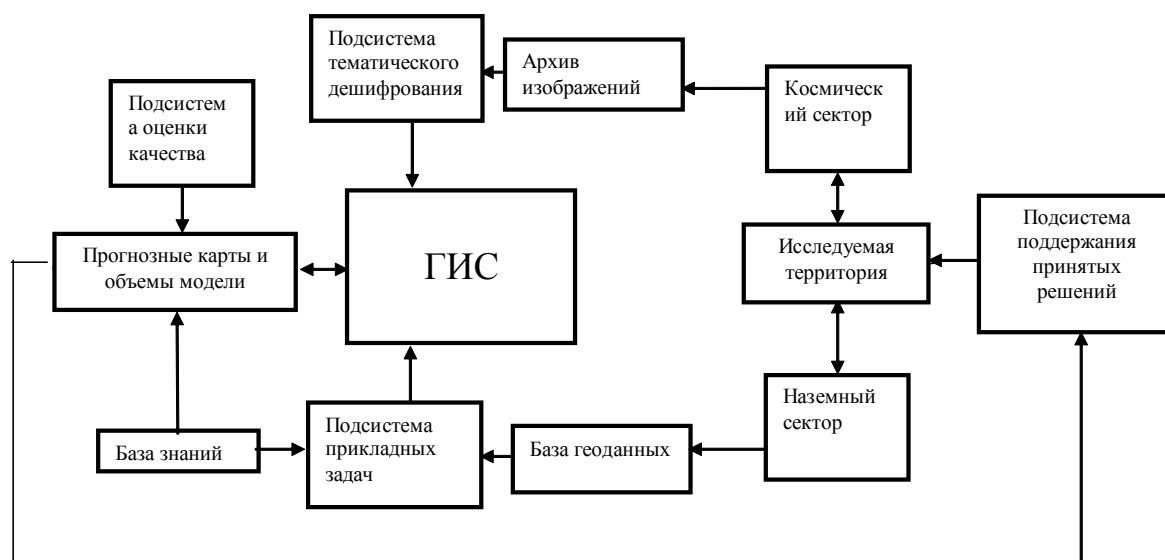 Подсистема
тематического
дешифрования
Архив
изображений
Космическ
ий сектор
Подсистем
а оценки
качества
Прогнозные карты и
объемы модели
ГИС
Исследуемая
территория
Подсистема
поддержания
принятых
решений
База знаний
Подсистема
прикладных
задач
База геоданных
Наземный
сектор